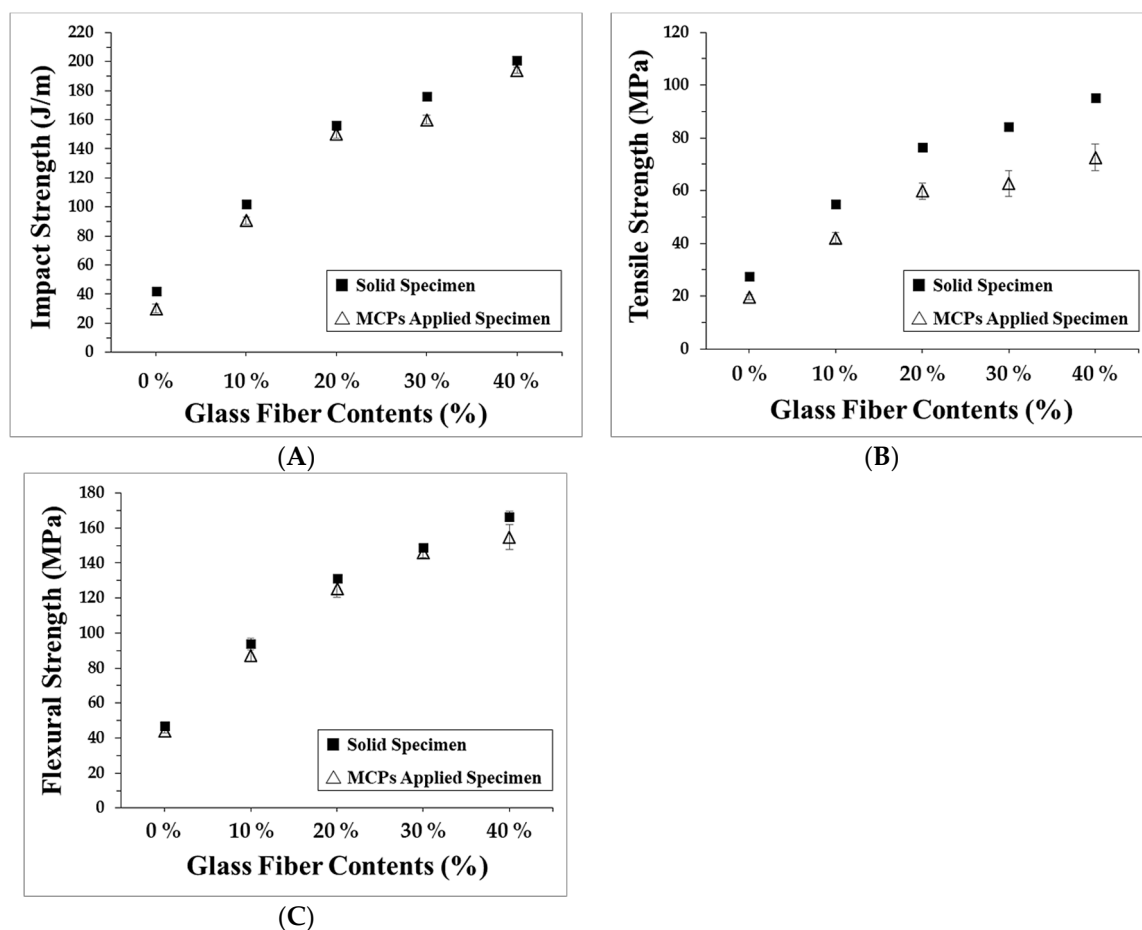 200
180
160
140
120
100
80
60
40
20
0
Impact Strength (J/m)
Solid Specimen
MCPs Applied Specimen
0 % 10 % 20 % 30 % 40 %
Glass Fiber Contents (%)
(A)
120
100
80
60
40
20
0
Tensile Strength (MPa)
Solid Specimen
MCPs Applied Specimen
0 % 10 % 20 % 30 % 40 %
Glass Fiber Contents (%)
(B)
180
160
140
120
100
80
60
40
20
0
Flexural Strength (MPa)
Solid Specimen
MCPs Applied Specimen
0 % 10 % 20 % 30 % 40 %
Glass Fiber Contents (%)
(C)